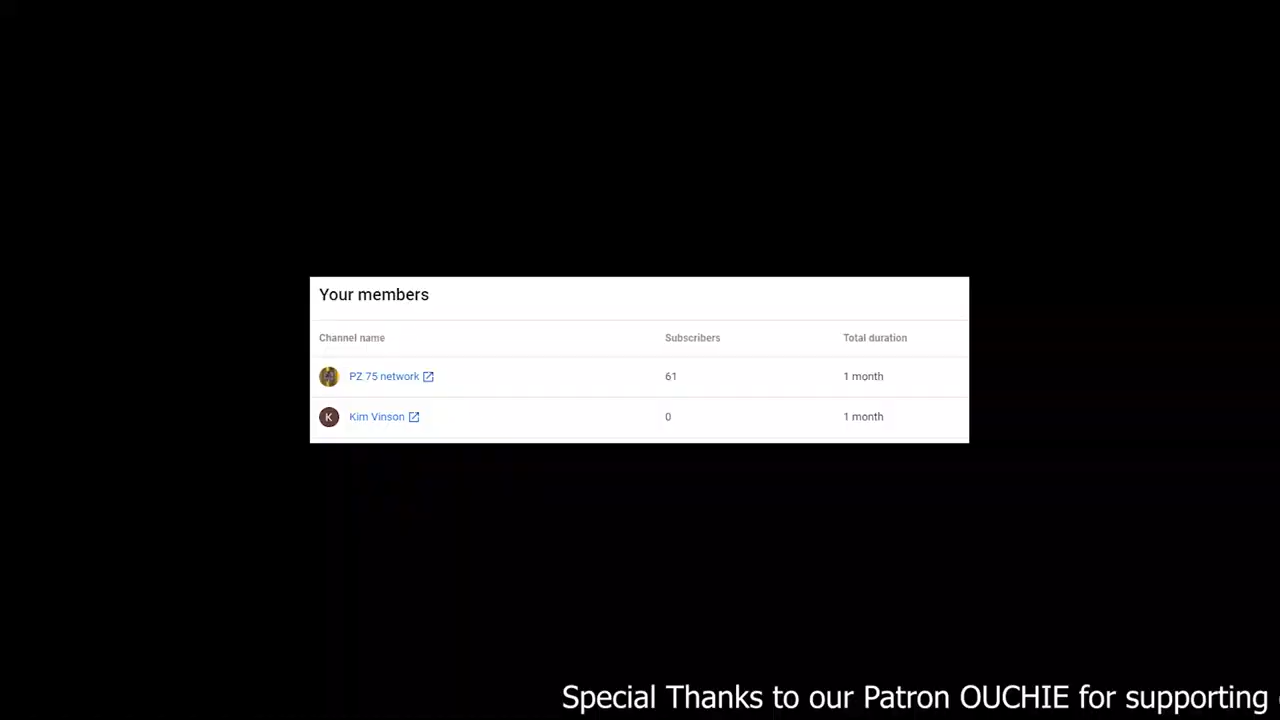 Your members
Channel name Subscribers Total duration
PZ 75 network 61 1 month
K Kim Vinson 0 1 month
Special Thanks to our Patron OUCHIE for supporting